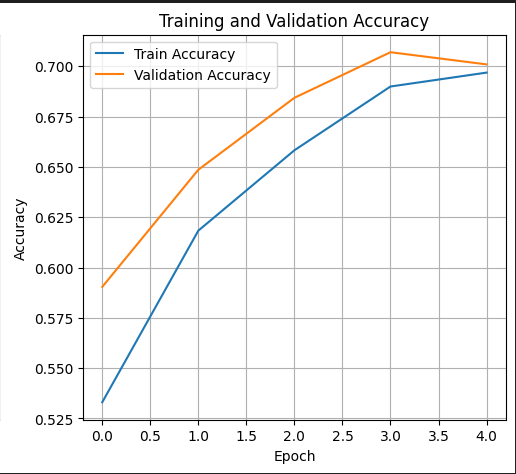 Training and Validation Accuracy
Train Accuracy
Validation Accuracy
0.700
0.675
0.650
0.625
0.600
0.575
0.550
0.525
Accuracy
0.0 0.5 1.0 1.5 2.0 2.5 3.0 3.5 4.0
Epoch